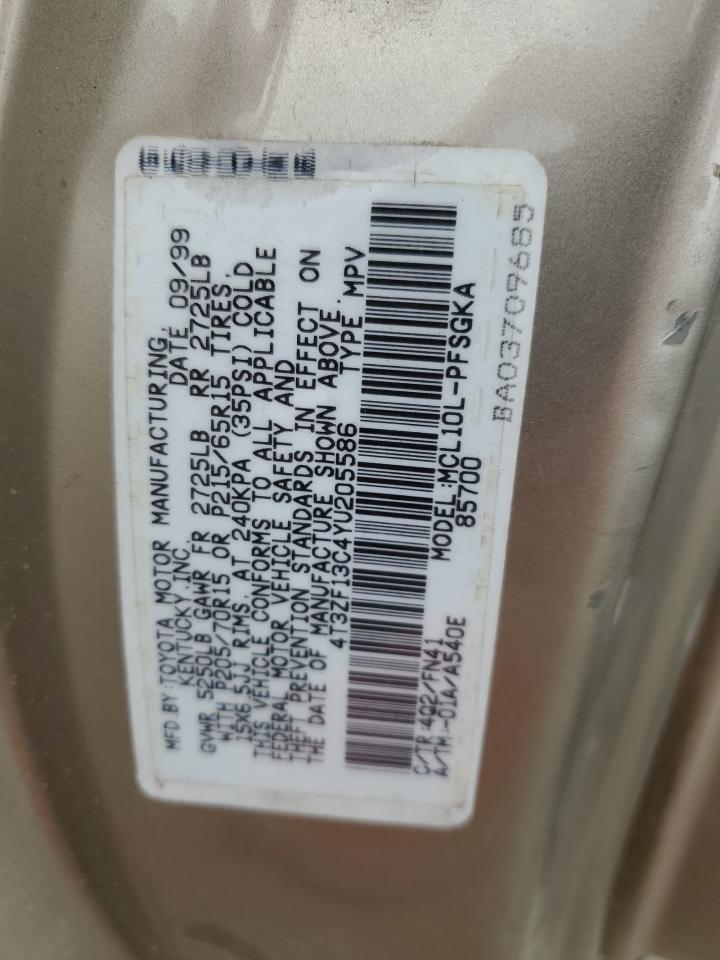 MFD.BY:TOYOTA MOTOR MANUFACTURING,
KENTUCKY,INC. DATE 09/99
GVWR 5250LB GAWR FR 2725LB RR 2725LB
WITH P205/70R15 OR P215/65R15 TIRES,
15X6.5JJ RIMS, AT 240KPA (35PSI) COLD
THIS VEHICLE CONFORMS TO ALL APPLICABLE
FEDERAL MOTOR VEHICLE SAFETY AND
THEFT PREVENTION STANDARDS IN EFFECT ON
THE DATE OF MANUFACTURE SHOWN ABOVE.
4T3ZF13C4YU205586 TYPE MPV
C/TR:4Q2/FN41 MODEL:MCL10L-PFSGKA
A/TM:-01A/A540E 85700
BA0370968​5